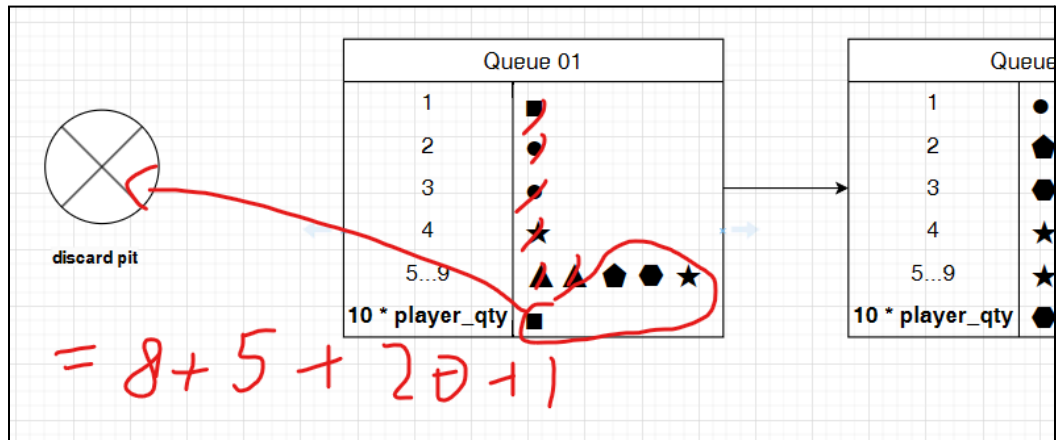 Queue 01
Queue
1
1
2
2
3
3
4
4
discard pit
5...9
5...9
10 * player_qty
10 * player_qty
= 8 + 5 + 20 + 1